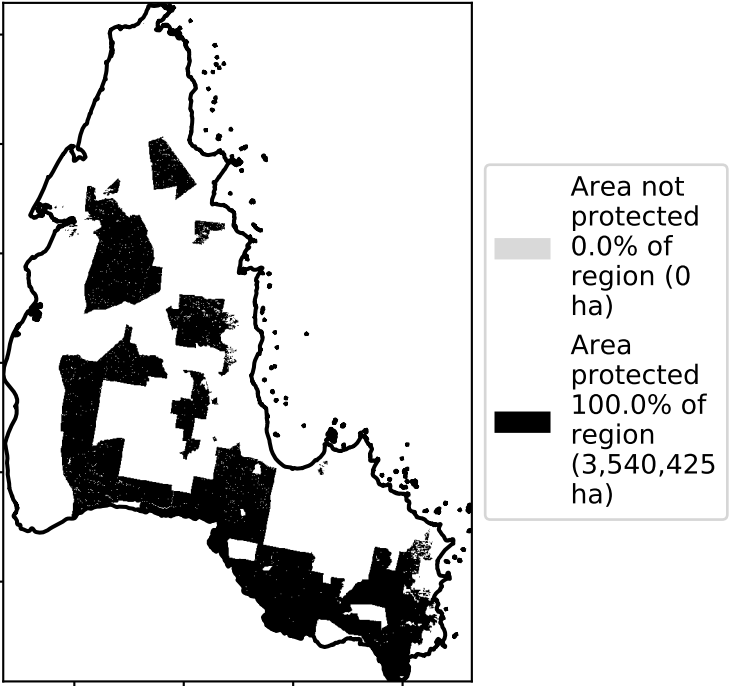 Area not
protected
0.0% of
region (0
ha)
Area
protected
100.0% of
region
(3,540,425
ha)